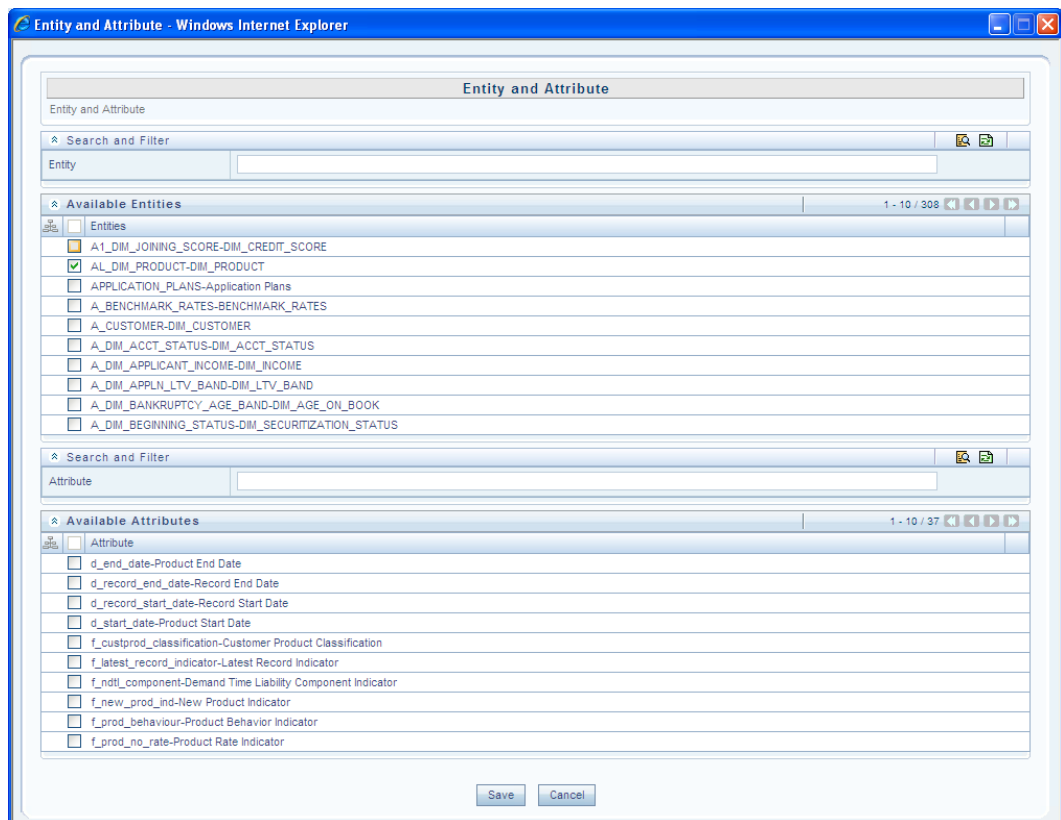 Entity and Attribute - Windows Internet Explorer
Entity and Attribute
Entity and Attribute
Search and Filter
Entity
Available Entities 1 - 10 / 308
Entities
A1_DIM_JOINING_SCORE-DIM_CREDIT_SCORE
AL_DIM_PRODUCT-DIM_PRODUCT
APPLICATION_PLANS-Application Plans
A_BENCHMARK_RATES-BENCHMARK_RATES
A_CUSTOMER-DIM_CUSTOMER
A_DIM_ACCT_STATUS-DIM_ACCT_STATUS
A_DIM_APPLICANT_INCOME-DIM_INCOME
A_DIM_APPLN_LTV_BAND-DIM_LTV_BAND
A_DIM_BANKRUPTCY_AGE_BAND-DIM_AGE_ON_BOOK
A_DIM_BEGINNING_STATUS-DIM_SECURITIZATION_STATUS
Search and Filter
Attribute
Available Attributes 1 - 10 / 37
Attribute
d_end_date-Product End Date
d_record_end_date-Record End Date
d_record_start_date-Record Start Date
d_start_date-Product Start Date
f_custprod_classification-Customer Product Classification
f_latest_record_indicator-Latest Record Indicator
f_ndtl_component-Demand Time Liability Component Indicator
f_new_prod_ind-New Product Indicator
f_prod_behaviour-Product Behavior Indicator
f_prod_no_rate-Product Rate Indicator
Save Cancel